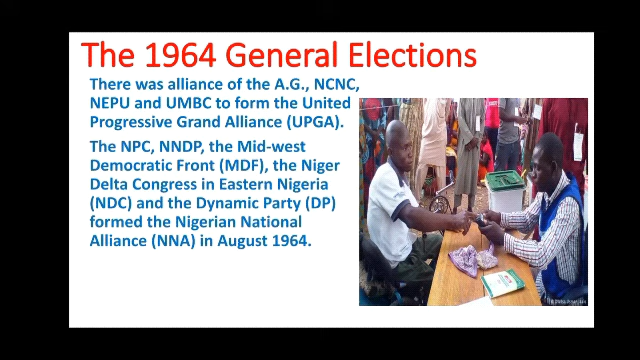 The 1964 General Elections
There was alliance of the A.G., NCNC,
NEPU and UMBC to form the United
Progressive Grand Alliance (UPGA).
The NPC, NNDP, the Mid-west
Democratic Front (MDF), the Niger
Delta Congress in Eastern Nigeria
(NDC) and the Dynamic Party (DP)
formed the Nigerian National
Alliance (NNA) in August 1964.